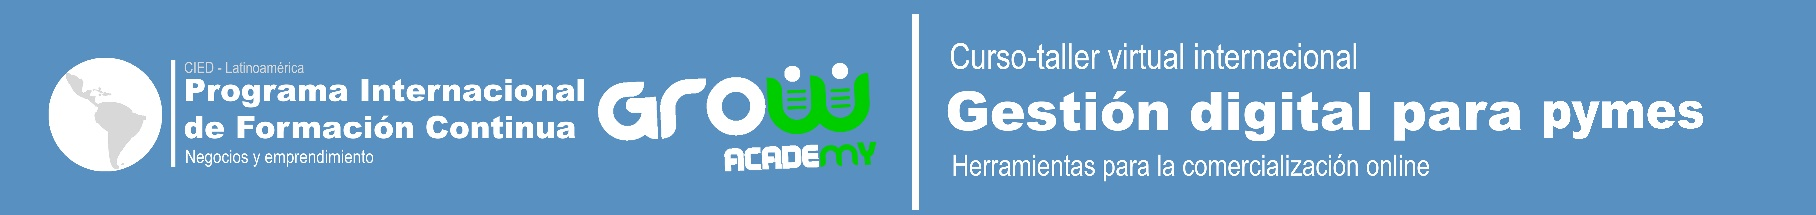 CIED - Latinoamérica
Programa Internacional
de Formación Continua
Negocios y emprendimiento
Grow
ACADEMY
Curso-taller virtual internacional
Gestión digital para pymes
Herramientas para la comercialización online